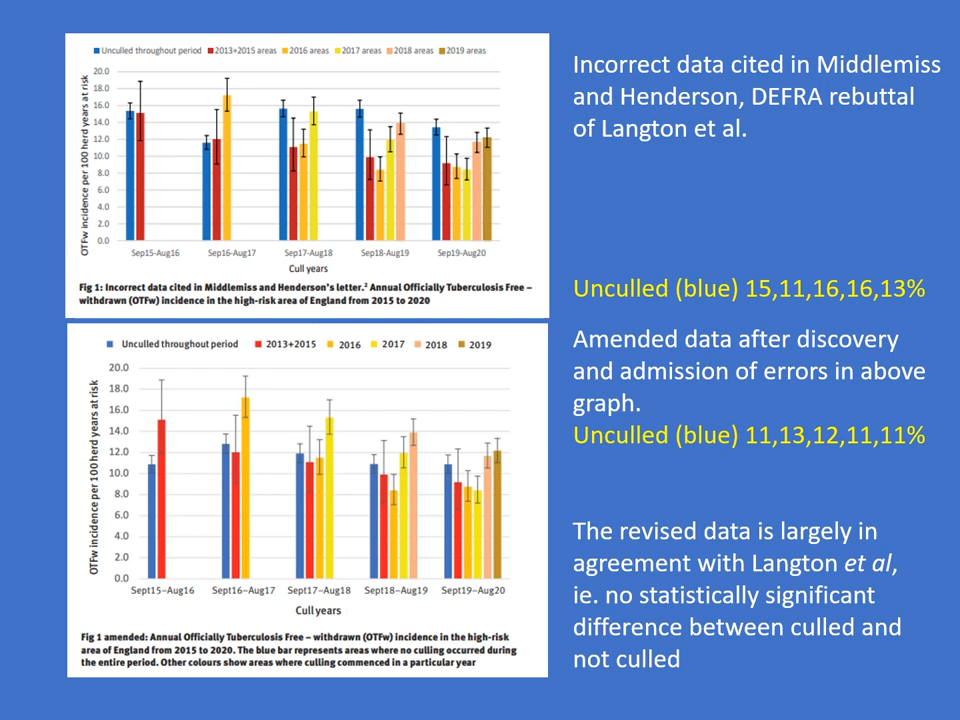 Unculled throughout period 2013+2015 areas 2016 areas 2017 areas 2018 areas 2019 areas
OTFw incidence per 100 herd years at risk
20.0
18.0
16.0
14.0
12.0
10.0
8.0
6.0
4.0
2.0
0.0
Sep15-Aug16 Sep16-Aug17 Sep17-Aug18 Sep18-Aug19 Sep19-Aug20
Cull years
Fig 1: Incorrect data cited in Middlemiss and Henderson's letter.² Annual Officially Tuberculosis Free –
withdrawn (OTFw) incidence in the high-risk area of England from 2015 to 2020
Incorrect data cited in Middlemiss
and Henderson, DEFRA rebuttal
of Langton et al.
Unculled (blue) 15,11,16,16,13%
Unculled throughout period 2013+2015 2016 2017 2018 2019
OTFw incidence per 100 herd years at risk
20.0
18.0
16.0
14.0
12.0
10.0
8.0
6.0
4.0
2.0
0.0
Sept15–Aug16 Sept16–Aug17 Sept17–Aug18 Sept18–Aug19 Sept19–Aug20
Cull years
Fig 1 amended: Annual Officially Tuberculosis Free – withdrawn (OTFw) incidence in the high-risk
area of England from 2015 to 2020. The blue bar represents areas where no culling occurred during
the entire period. Other colours show areas where culling commenced in a particular year
Amended data after discovery
and admission of errors in above
graph.
Unculled (blue) 11,13,12,11,11%
The revised data is largely in
agreement with Langton et al,
ie. no statistically significant
difference between culled and
not culled